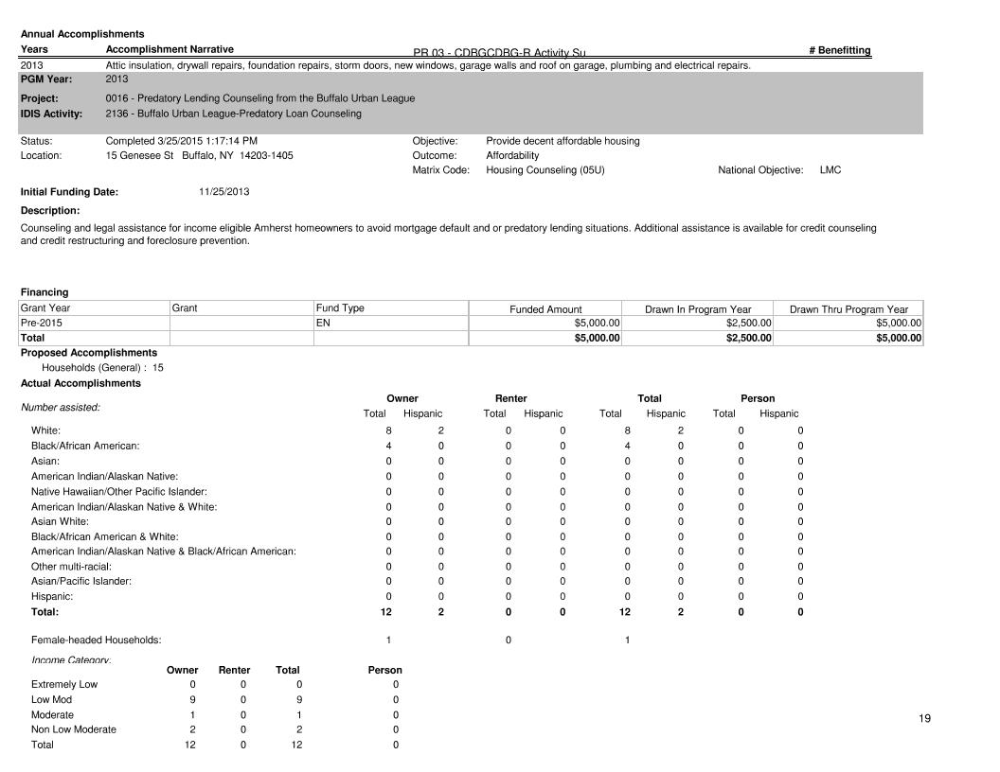 Annual Accomplishments
Years Accomplishment Narrative PR 03 - CDBGCDBG-R Activity Su # Benefitting
2013 Attic insulation, drywall repairs, foundation repairs, storm doors, new windows, garage walls and roof on garage, plumbing and electrical repairs.
PGM Year: 2013
Project: 0016 - Predatory Lending Counseling from the Buffalo Urban League
IDIS Activity: 2136 - Buffalo Urban League-Predatory Loan Counseling
Status: Completed 3/25/2015 1:17:14 PM Objective: Provide decent affordable housing
Location: 15 Genesee St Buffalo, NY 14203-1405 Outcome: Affordability
Matrix Code: Housing Counseling (05U) National Objective: LMC
Initial Funding Date: 11/25/2013
Description:
Counseling and legal assistance for income eligible Amherst homeowners to avoid mortgage default and or predatory lending situations. Additional assistance is available for credit counseling
and credit restructuring and foreclosure prevention.
Financing
Grant Year Grant Fund Type Funded Amount Drawn In Program Year Drawn Thru Program Year
Pre-2015 EN $5,000.00 $2,500.00 $5,000.00
Total $5,000.00 $2,500.00 $5,000.00
Proposed Accomplishments
Households (General) : 15
Actual Accomplishments
Owner Renter Total Person
Number assisted:
Total Hispanic Total Hispanic Total Hispanic Total Hispanic
White: 8 2 0 0 8 2 0 0
Black/African American: 4 0 0 0 4 0 0 0
Asian: 0 0 0 0 0 0 0 0
American Indian/Alaskan Native: 0 0 0 0 0 0 0 0
Native Hawaiian/Other Pacific Islander: 0 0 0 0 0 0 0 0
American Indian/Alaskan Native & White: 0 0 0 0 0 0 0 0
Asian White: 0 0 0 0 0 0 0 0
Black/African American & White: 0 0 0 0 0 0 0 0
American Indian/Alaskan Native & Black/African American: 0 0 0 0 0 0 0 0
Other multi-racial: 0 0 0 0 0 0 0 0
Asian/Pacific Islander: 0 0 0 0 0 0 0 0
Hispanic: 0 0 0 0 0 0 0 0
Total: 12 2 0 0 12 2 0 0
Female-headed Households: 1 0 1
Income Category:
Owner Renter Total Person
Extremely Low 0 0 0 0
Low Mod 9 0 9 0
Moderate 1 0 1 0
Non Low Moderate 2 0 2 0
Total 12 0 12 0
19